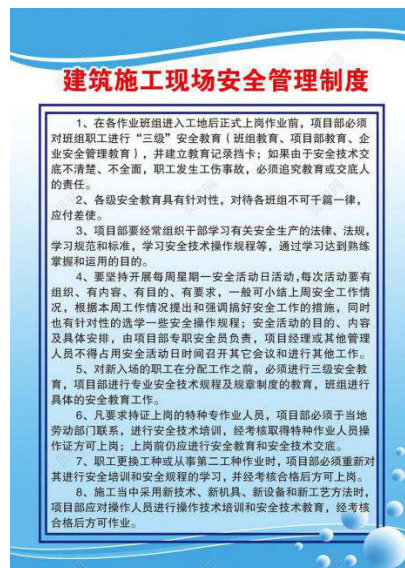 建筑施工现场安全管理制度
1、在各作业班组进入工地后正式上岗作业前，项目部必须
对班组职工进行“三级”安全教育（班组教育、项目部教育、企
业安全管理教育），并建立教育记录挡卡；如果由于安全技术交
底不清楚、不全面，职工发生工伤事故，必须追究教育或交底人
的责任。
2、各级安全教育具有针对性，对待各班组不可千篇一律，
应付差使。
3、项目部要经常组织干部学习有关安全生产的法律、法规，
学习规范和标准，学习安全技术操作规程等，通过学习达到熟练
掌握和运用的目的。
4、要坚持开展每周星期一安全活动日活动，每次活动要有
组织、有内容、有目的、有要求，一般可小结上周安全工作情
况，根据本周工作情况提出和强调搞好安全工作的措施，同时
也有针对性的选学一些安全操作规程；安全活动的目的、内容
及具体安排，由项目部专职安全员负责，项目经理或其他管理
人员不得占用安全活动日时间召开其它会议和进行其他工作。
5、对新入场的职工在分配工作之前，必须进行三级安全教
育，项目部进行专业安全技术规程及规章制度的教育，班组进行
具体的安全教育工作。
6、凡要求持证上岗的特种专作业人员，项目部必须于当地
劳动部门联系，进行安全技术培训，经考核取得特种作业人员操
作证方可上岗；上岗前仍应进行安全教育和安全技术交底。
7、职工更换工种或从事第二工种作业时，项目部必须重新对
其进行安全培训和安全规程的学习，并经考核合格后方可上岗。
8、施工当中采用新技术、新机具、新设备和新工艺方法时，
项目部应对操作人员进行操作技术培训和安全技术教育，经考核
合格后方可作业。